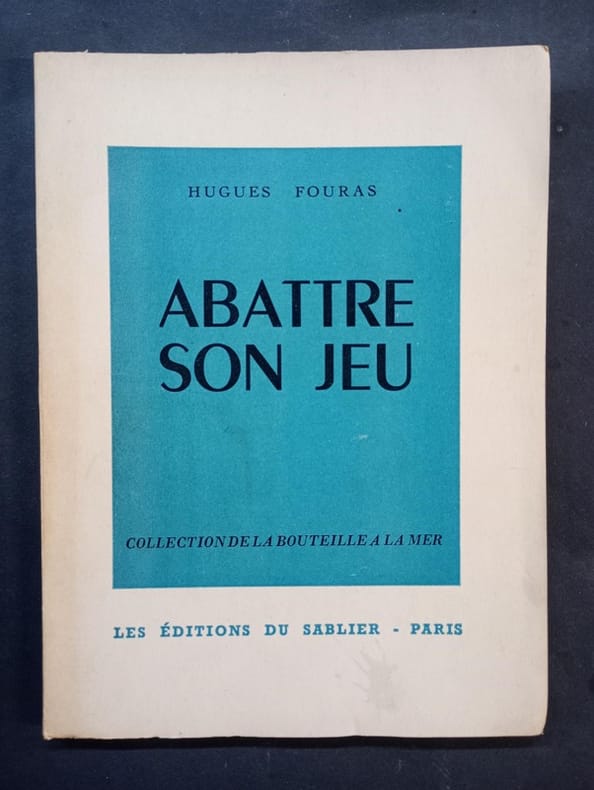 HUGUES FOURAS
ABATTRE
SON JEU
COLLECTION DE LA BOUTEILLE A LA MER
LES ÉDITIONS DU SABLIER - PARIS